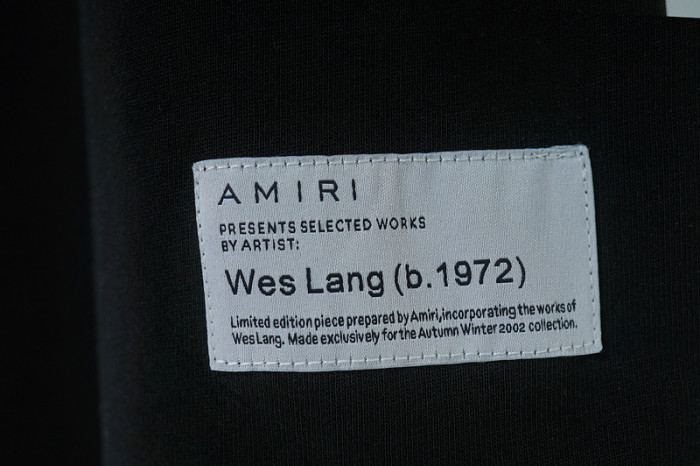 AMIRI
PRESENTS SELECTED WORKS
BY ARTIST:
Wes Lang (b.1972)
Limited edition piece prepared by Amiri,incorporating the works of
Wes Lang. Made exclusively for the Autumn Winter 2002 collection.